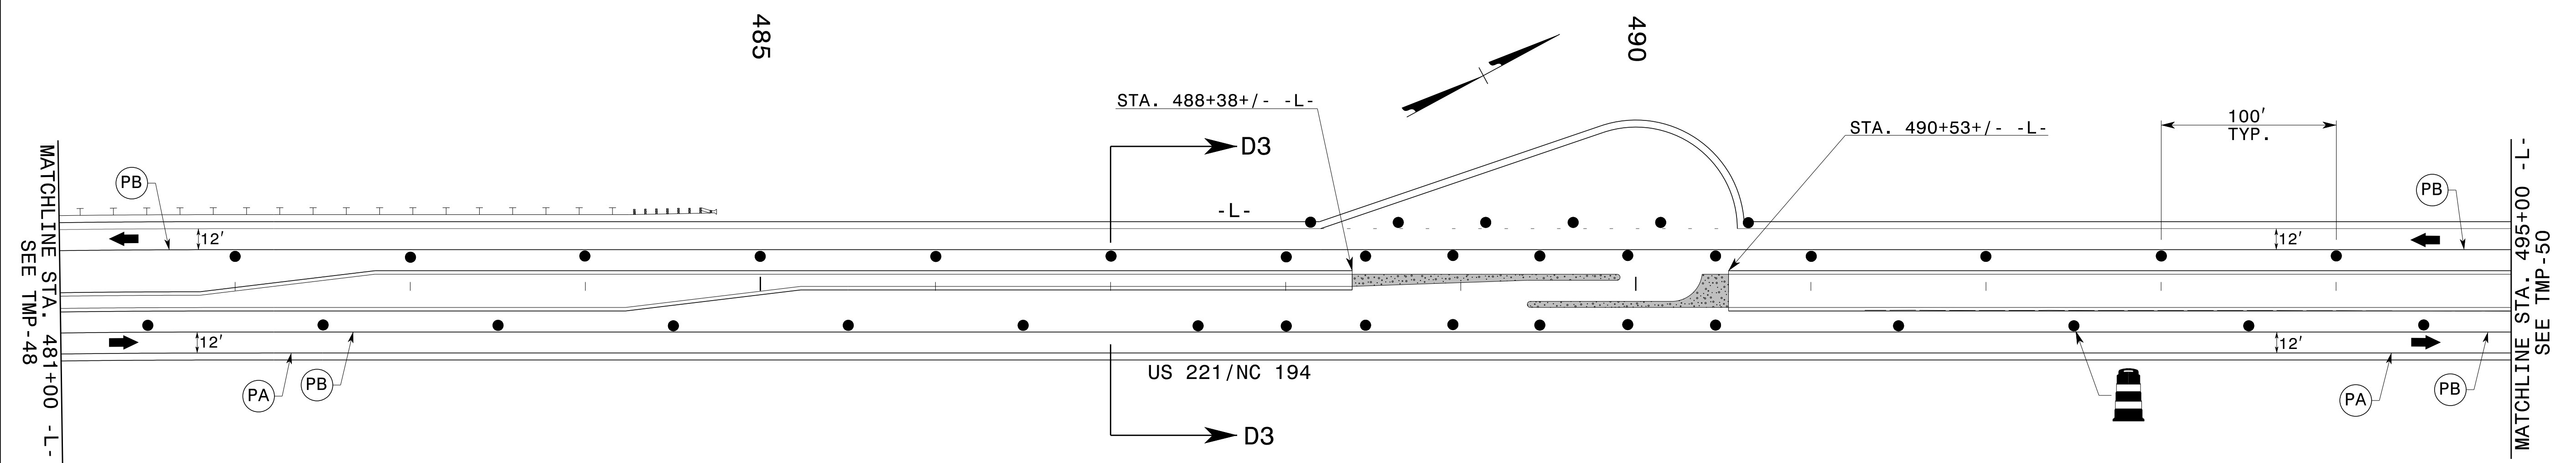 485
490
STA. 488+38+/- -L-
STA. 490+53+/- -L-
100'
TYP.
D3
MATCHLINE STA. 481+00 -L-
SEE TMP-48
PB
12'
-L-
PB
12'
MATCHLINE STA. 495+00 -L-
SEE TMP-50
12'
12'
PA
PB
US 221/NC 194
D3
PA
PB